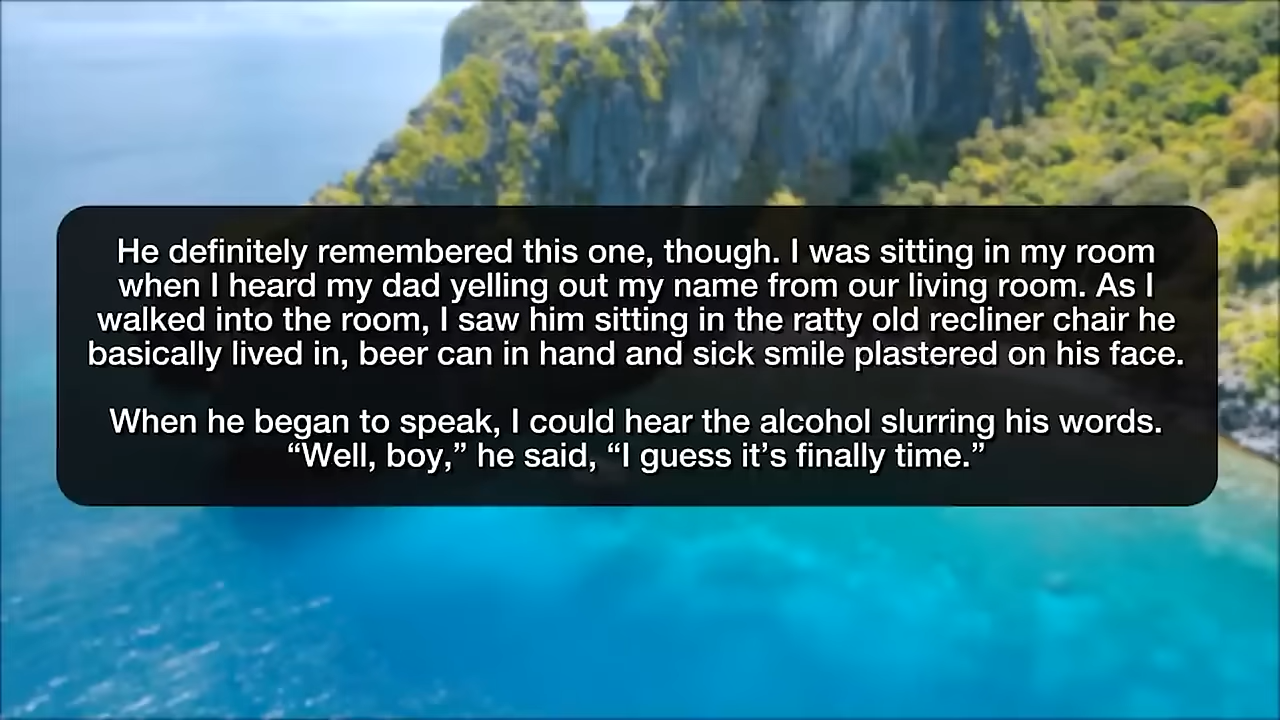 He definitely remembered this one, though. I was sitting in my room
when I heard my dad yelling out my name from our living room. As I
walked into the room, I saw him sitting in the ratty old recliner chair he
basically lived in, beer can in hand and sick smile plastered on his face.
When he began to speak, I could hear the alcohol slurring his words.
“Well, boy,” he said, “I guess it’s finally time.”